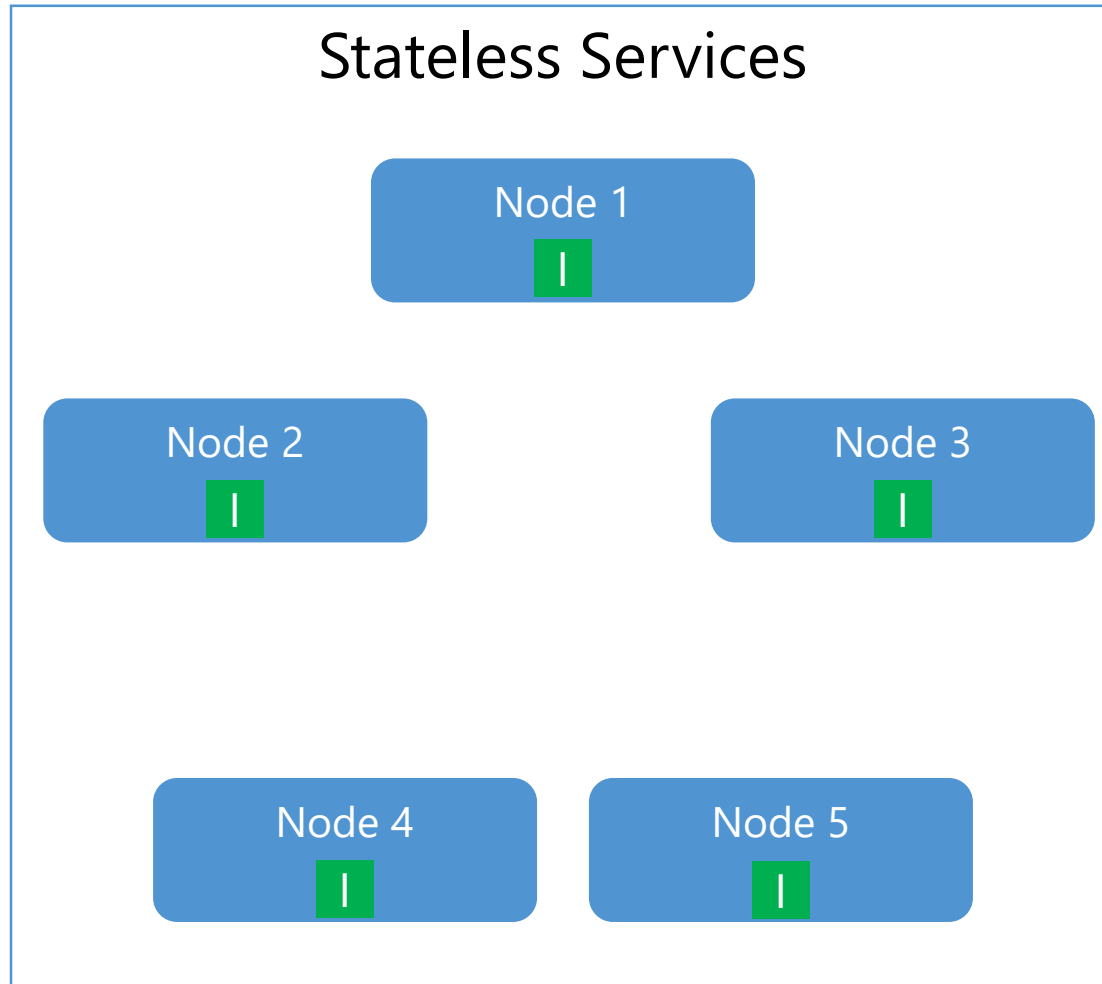 Stateless Services
Node 1
I
Node 2
I
Node 3
I
Node 4
I
Node 5
I